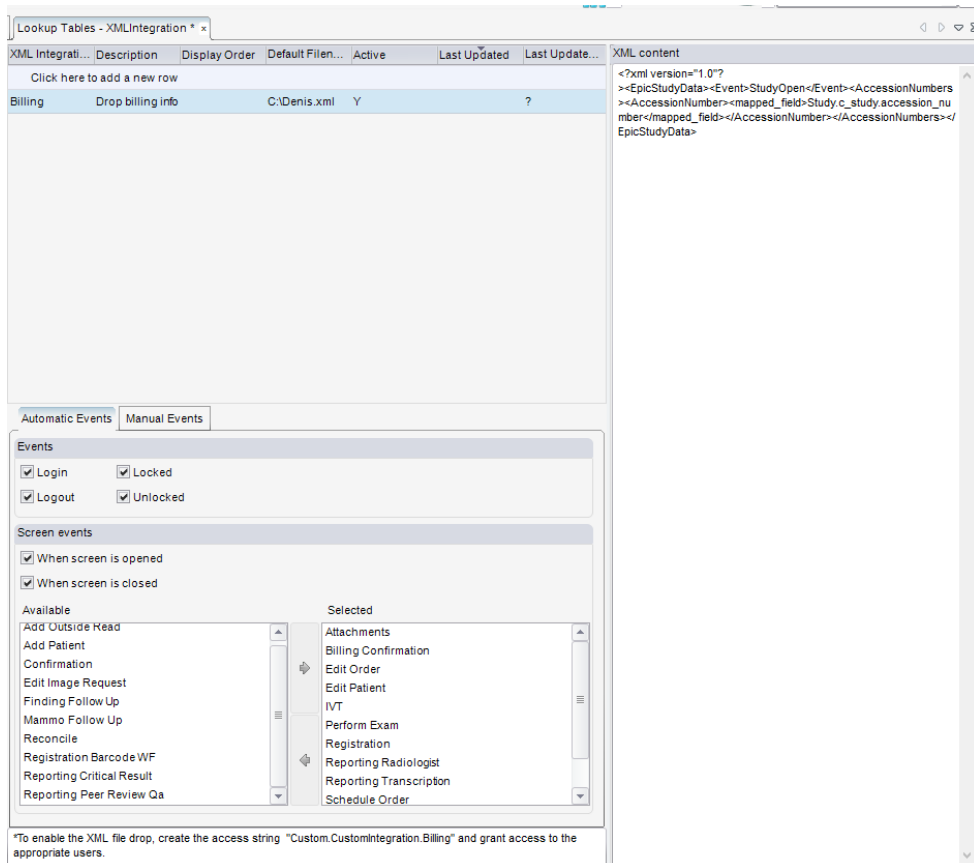 Lookup Tables - XMLIntegration * x
XML Integrati... Description Display Order Default Filen... Active Last Updated Last Update...
Click here to add a new row
Billing Drop billing info C:\Denis.xml Y ?
XML content
<?xml version="1.0"?
><EpicStudyData><Event>StudyOpen</Event><AccessionNumbers
><AccessionNumber><mapped_field>Study.c_study.accession_nu
mber</mapped_field></AccessionNumber></AccessionNumbers></
EpicStudyData>
Automatic Events Manual Events
Events
Login Locked
Logout Unlocked
Screen events
When screen is opened
When screen is closed
Available
Add Outside Read
Add Patient
Confirmation
Edit Image Request
Finding Follow Up
Mammo Follow Up
Reconcile
Registration Barcode WF
Reporting Critical Result
Reporting Peer Review Qa
Selected
Attachments
Billing Confirmation
Edit Order
Edit Patient
IVT
Perform Exam
Registration
Reporting Radiologist
Reporting Transcription
Schedule Order
*To enable the XML file drop, create the access string "Custom.CustomIntegration.Billing" and grant access to the
appropriate users.